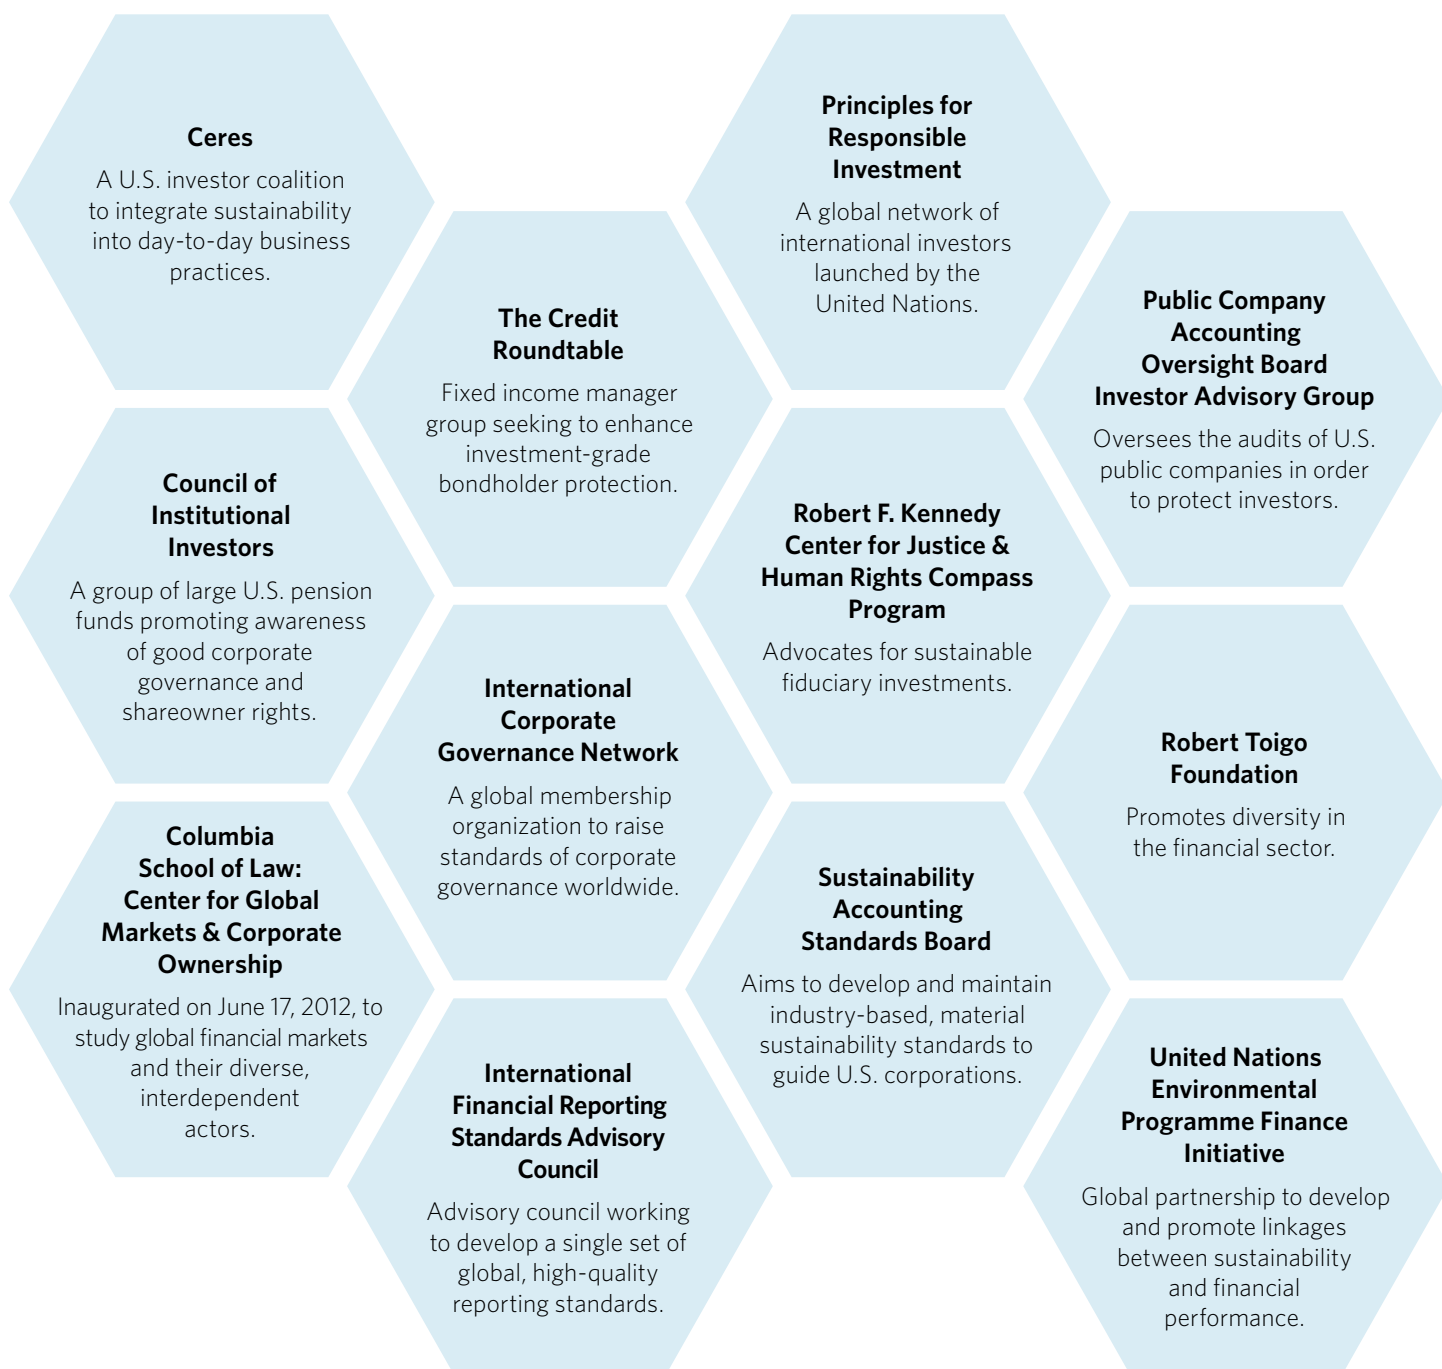 Ceres
A U.S. investor coalition
to integrate sustainability
into day-to-day business
practices.
Council of
Institutional
Investors
A group of large U.S. pension
funds promoting awareness
of good corporate
governance and
shareowner rights.
Columbia
School of Law:
Center for Global
Markets & Corporate
Ownership
Inaugurated on June 17, 2012, to
study global financial markets
and their diverse,
interdependent
actors.
The Credit
Roundtable
Fixed income manager
group seeking to enhance
investment-grade
bondholder protection.
International
Corporate
Governance Network
A global membership
organization to raise
standards of corporate
governance worldwide.
International
Financial Reporting
Standards Advisory
Council
Advisory council working
to develop a single set of
global, high-quality
reporting standards.
Principles for
Responsible
Investment
A global network of
international investors
launched by the
United Nations.
Robert F. Kennedy
Center for Justice &
Human Rights Compass
Program
Advocates for sustainable
fiduciary investments.
Sustainability
Accounting
Standards Board
Aims to develop and maintain
industry-based, material
sustainability standards to
guide U.S. corporations.
Public Company
Accounting
Oversight Board
Investor Advisory Group
Oversees the audits of U.S.
public companies in order
to protect investors.
Robert Toigo
Foundation
Promotes diversity in
the financial sector.
United Nations
Environmental
Programme Finance
Initiative
Global partnership to develop
and promote linkages
between sustainability
and financial
performance.